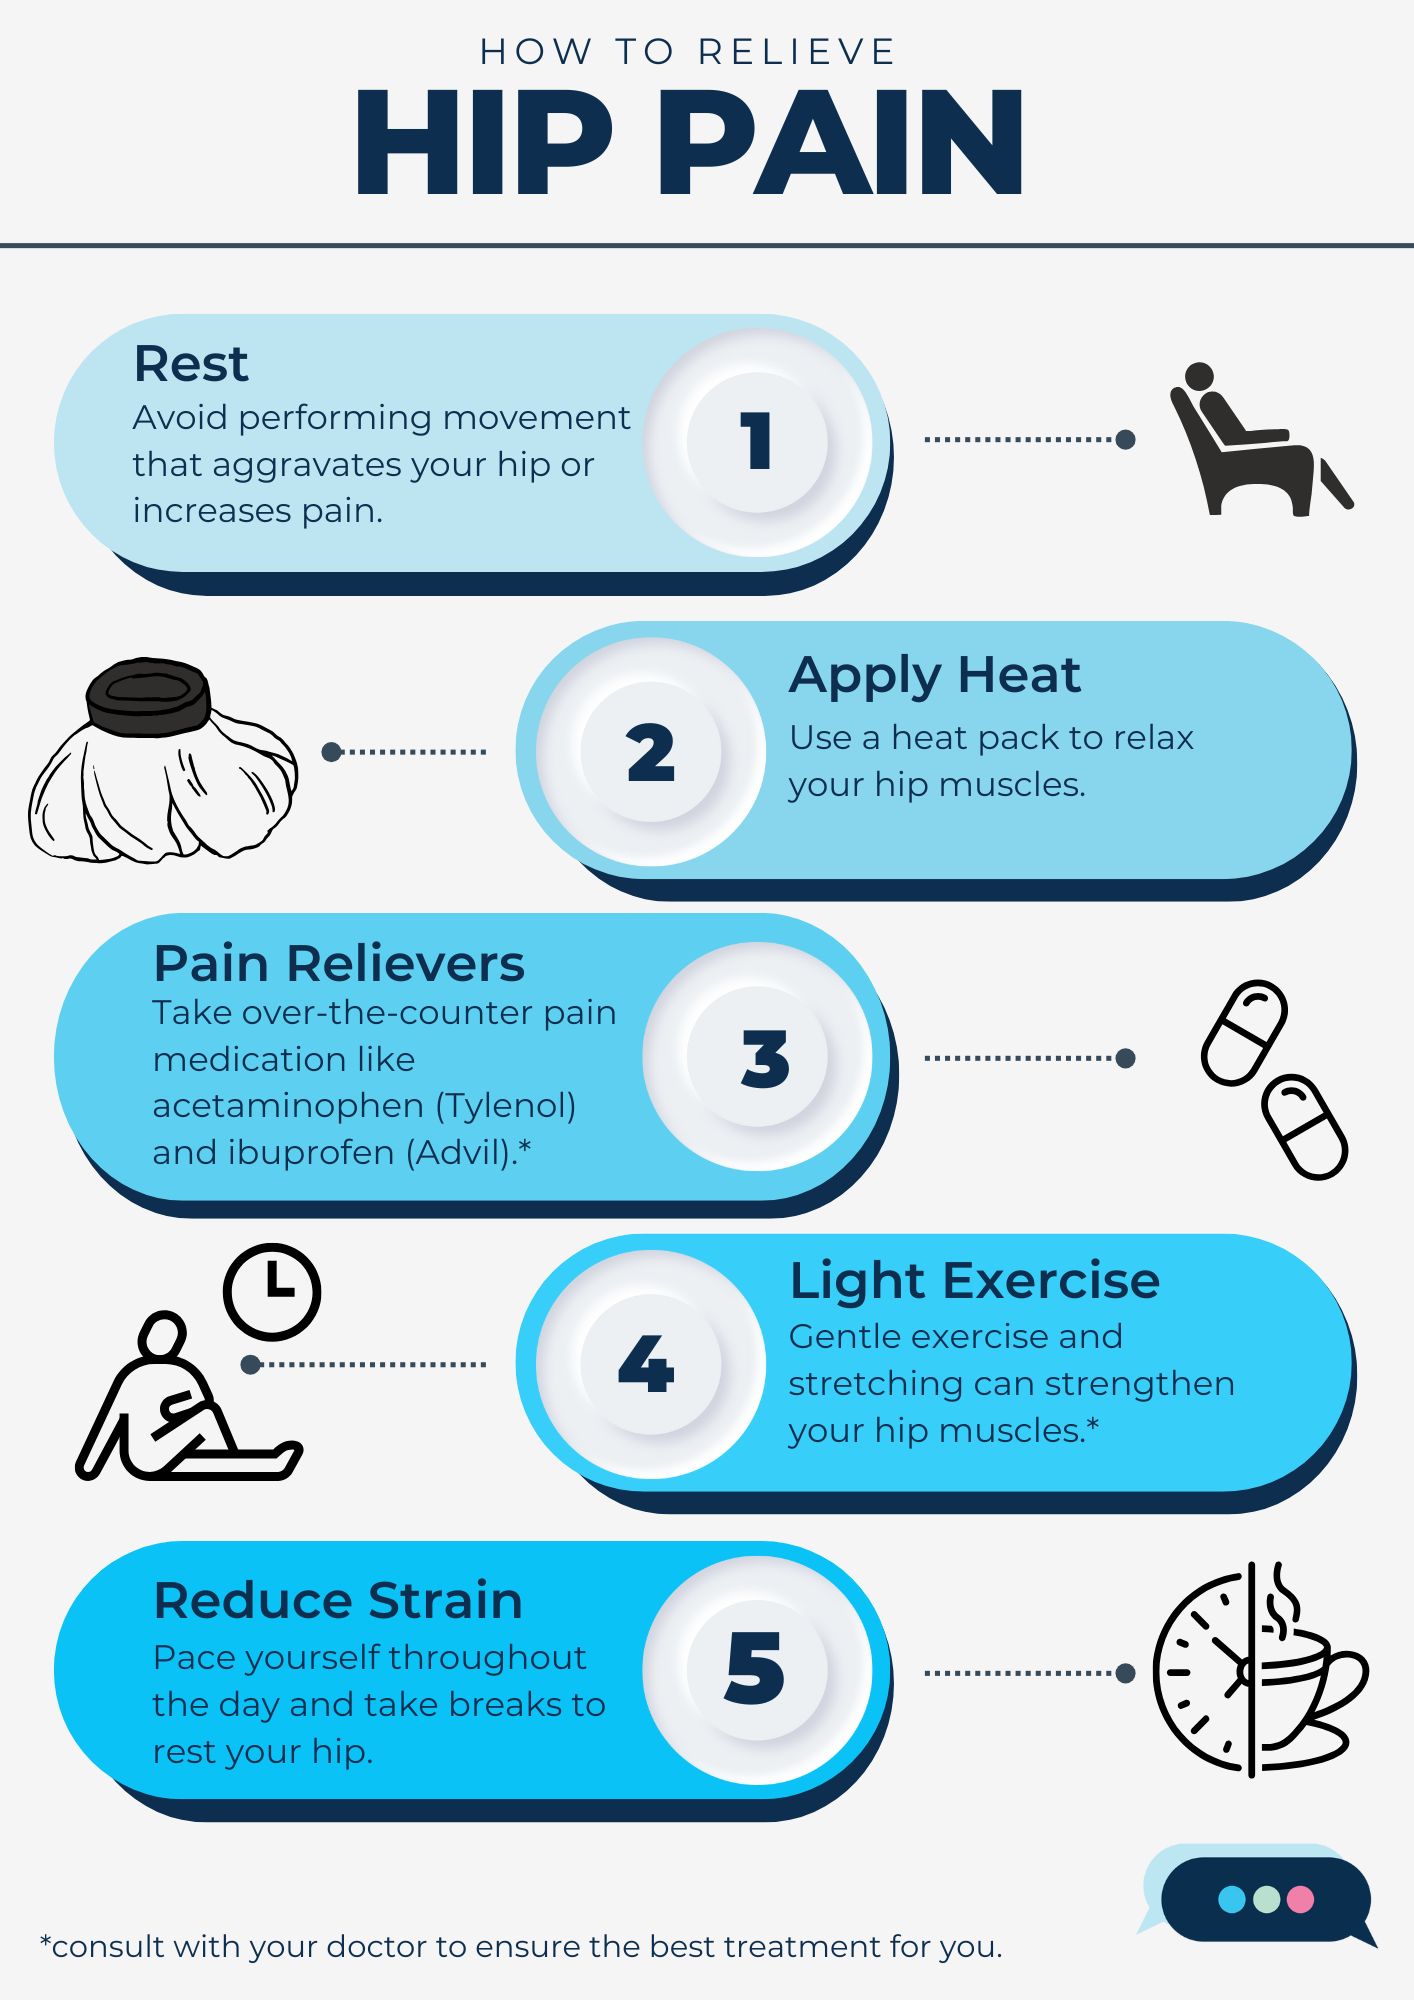 HOW TO RELIEVE
HIP PAIN
Rest
Avoid performing movement
that aggravates your hip or
increases pain.
1
2
Apply Heat
Use a heat pack to relax
your hip muscles.
Pain Relievers
Take over-the-counter pain
medication like
acetaminophen (Tylenol)
and ibuprofen (Advil).*
3
4
Light Exercise
Gentle exercise and
stretching can strengthen
your hip muscles.*
Reduce Strain
Pace yourself throughout
the day and take breaks to
rest your hip.
5
*consult with your doctor to ensure the best treatment for you.